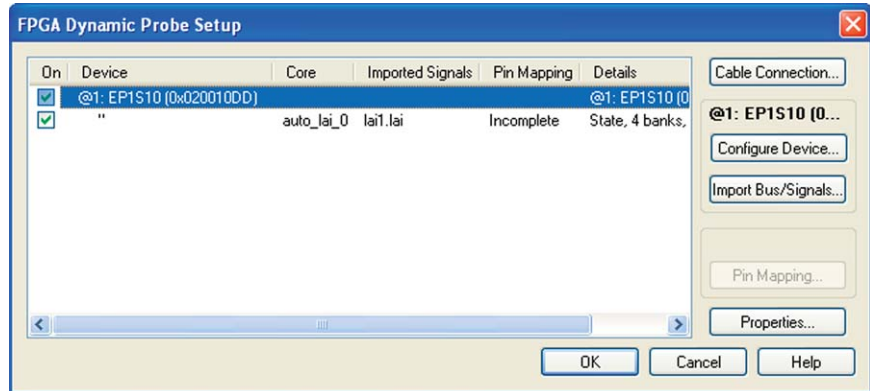 FPGA Dynamic Probe Setup
On Device Core Imported Signals Pin Mapping Details
@1: EP1S10 (0x020010DD) @1: EP1S10 (0
" auto_lai_0 lai1.lai Incomplete State, 4 banks,
Cable Connection...
@1: EP1S10 (0...
Configure Device...
Import Bus/Signals...
Pin Mapping...
Properties...
OK Cancel Help